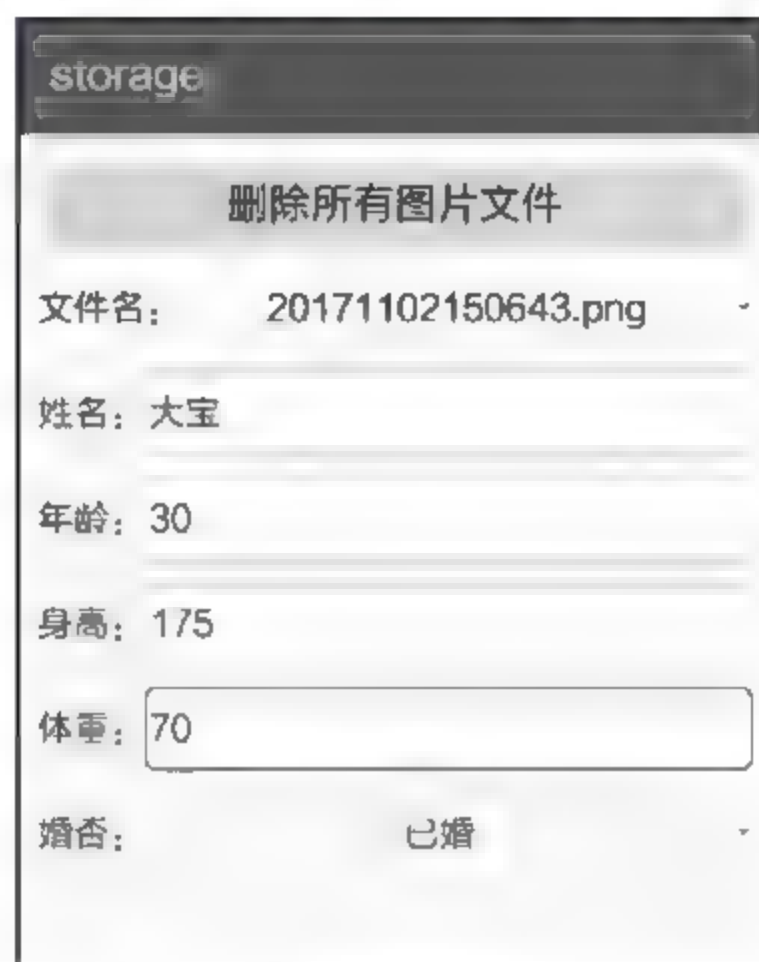 storage
删除所有图片文件
文件名： 20171102150643.png
姓名：大宝
年龄：30
身高：175
体重：70
婚否： 已婚